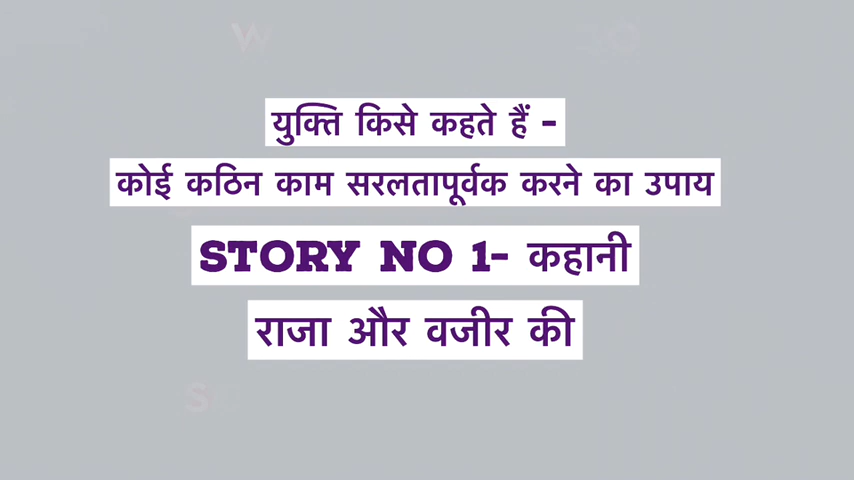 युक्ति किसे कहते हैं -
कोई कठिन काम सरलतापूर्वक करने का उपाय
STORY NO 1- कहानी
राजा और वजीर की